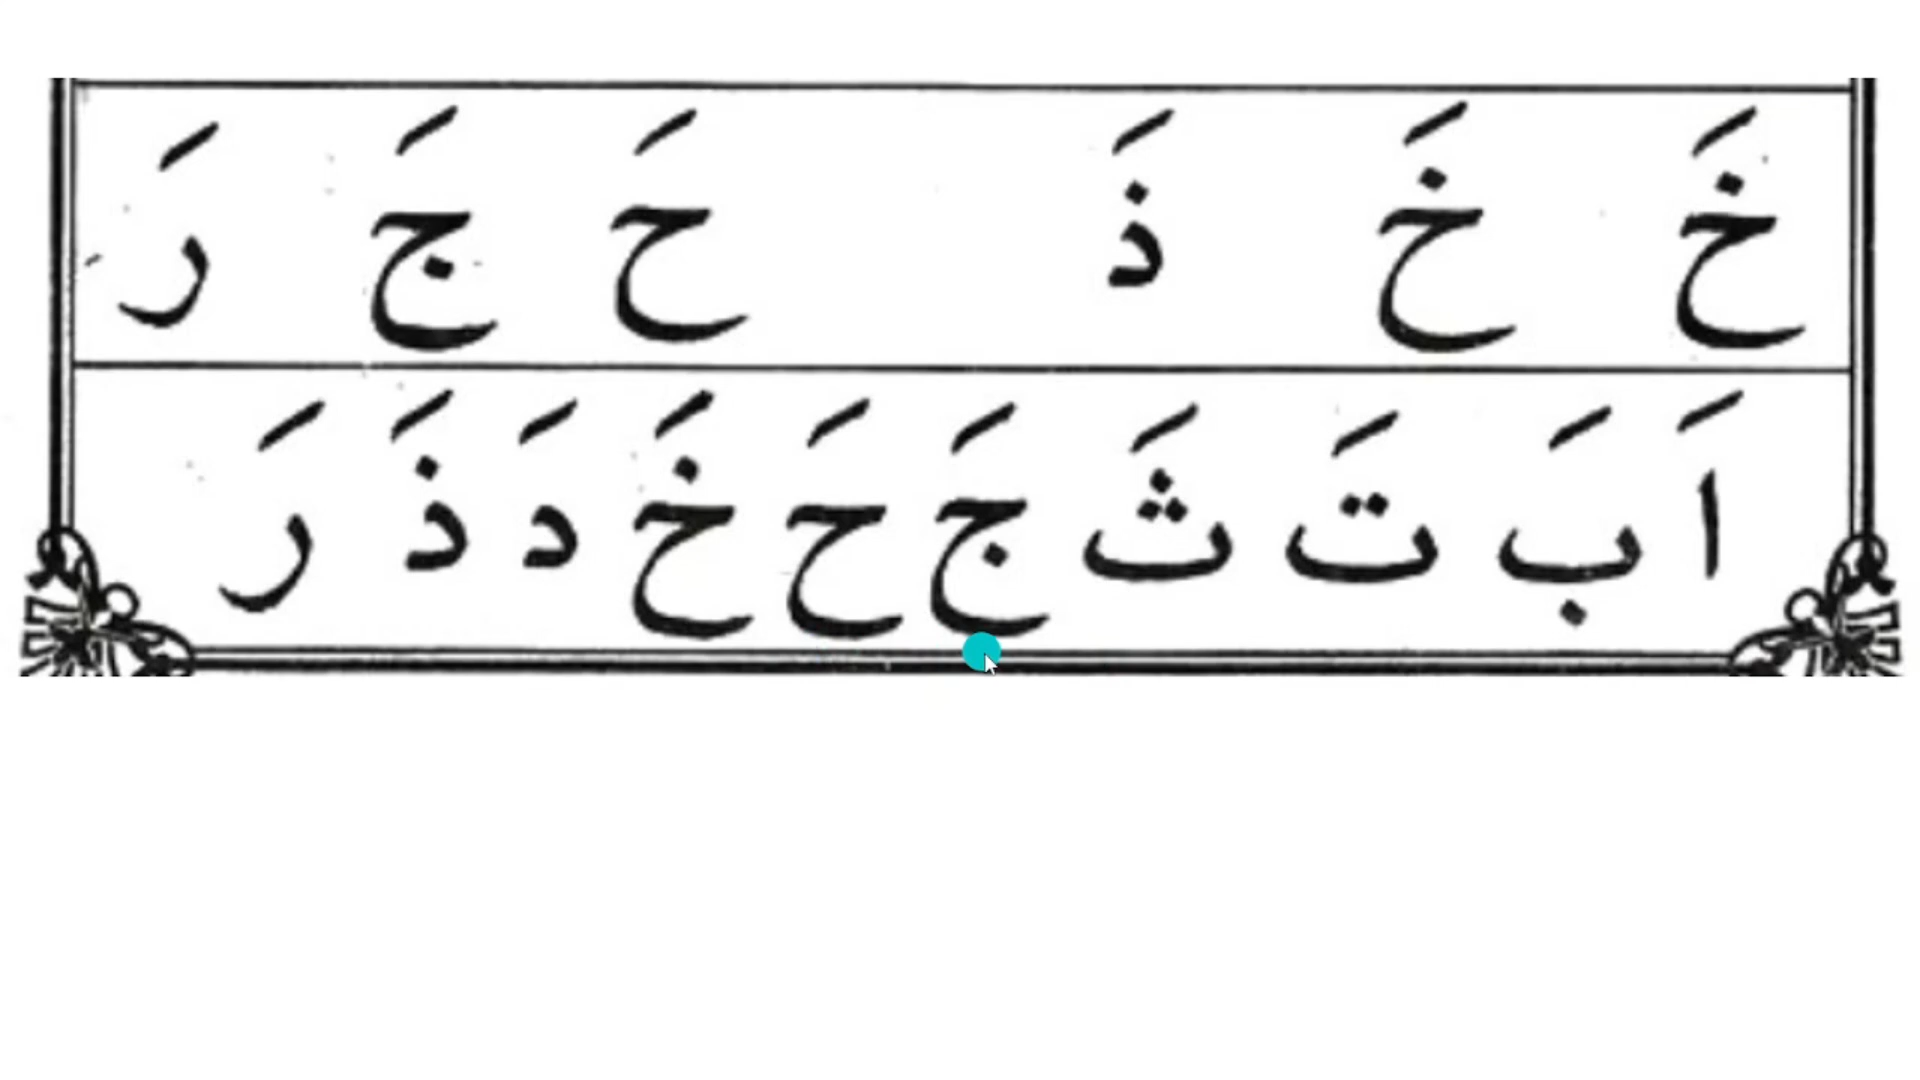 خَ خَ ذَ حَ جَ رَ
اَ بَ تَ ثَ جَ حَ خَ دَ ذَ رَ